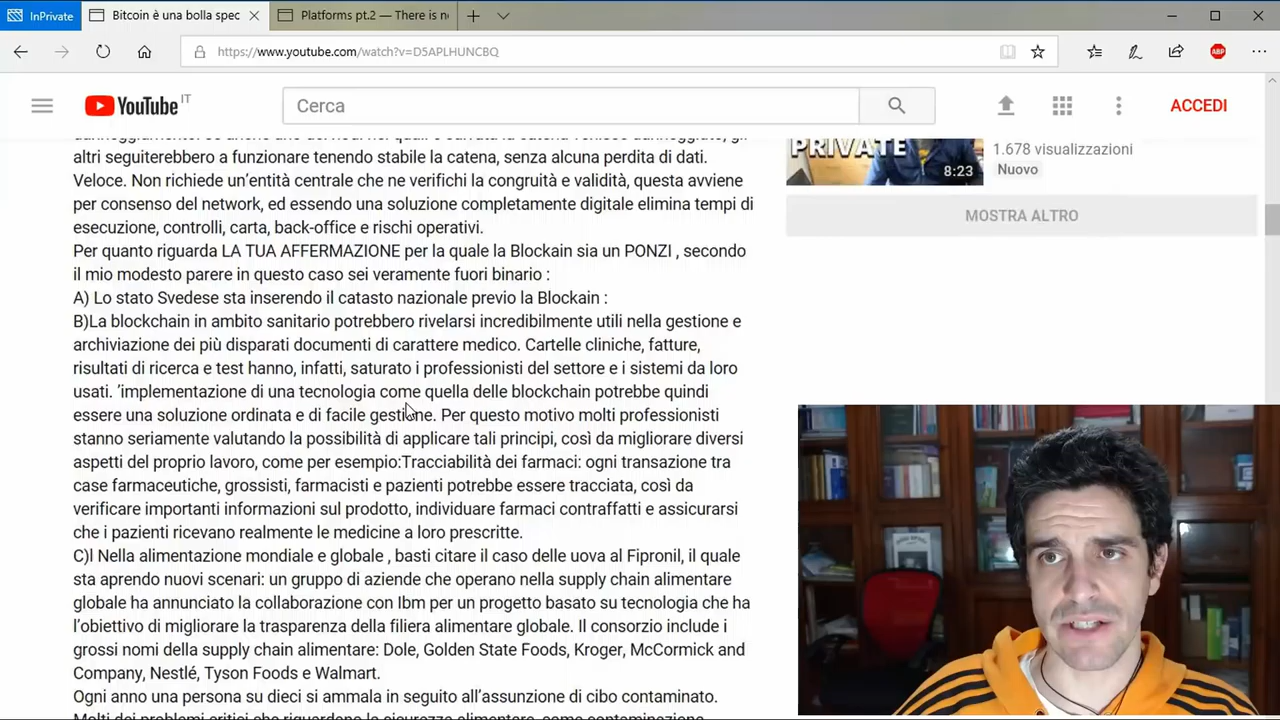 InPrivate
Bitcoin è una bolla spec
Platforms pt.2 — There is n
https://www.youtube.com/watch?v=D5APLHUNCBQ
ABP
YouTube IT
Cerca
ACCEDI
altri seguiterebbero a funzionare tenendo stabile la catena, senza alcuna perdita di dati.
Veloce. Non richiede un'entità centrale che ne verifichi la congruità e validità, questa avviene
per consenso del network, ed essendo una soluzione completamente digitale elimina tempi di
esecuzione, controlli, carta, back-office e rischi operativi.
Per quanto riguarda LA TUA AFFERMAZIONE per la quale la Blockain sia un PONZI , secondo
il mio modesto parere in questo caso sei veramente fuori binario :
A) Lo stato Svedese sta inserendo il catasto nazionale previo la Blockain :
B)La blockchain in ambito sanitario potrebbero rivelarsi incredibilmente utili nella gestione e
archiviazione dei più disparati documenti di carattere medico. Cartelle cliniche, fatture,
risultati di ricerca e test hanno, infatti, saturato i professionisti del settore e i sistemi da loro
usati. 'implementazione di una tecnologia come quella delle blockchain potrebbe quindi
essere una soluzione ordinata e di facile gestione. Per questo motivo molti professionisti
stanno seriamente valutando la possibilità di applicare tali principi, così da migliorare diversi
aspetti del proprio lavoro, come per esempio:Tracciabilità dei farmaci: ogni transazione tra
case farmaceutiche, grossisti, farmacisti e pazienti potrebbe essere tracciata, così da
verificare importanti informazioni sul prodotto, individuare farmaci contraffatti e assicurarsi
che i pazienti ricevano realmente le medicine a loro prescritte.
C)l Nella alimentazione mondiale e globale , basti citare il caso delle uova al Fipronil, il quale
sta aprendo nuovi scenari: un gruppo di aziende che operano nella supply chain alimentare
globale ha annunciato la collaborazione con Ibm per un progetto basato su tecnologia che ha
l'obiettivo di migliorare la trasparenza della filiera alimentare globale. Il consorzio include i
grossi nomi della supply chain alimentare: Dole, Golden State Foods, Kroger, McCormick and
Company, Nestlé, Tyson Foods e Walmart.
Ogni anno una persona su dieci si ammala in seguito all'assunzione di cibo contaminato.
PRIVATE
8:23
1.678 visualizzazioni
Nuovo
MOSTRA ALTRO